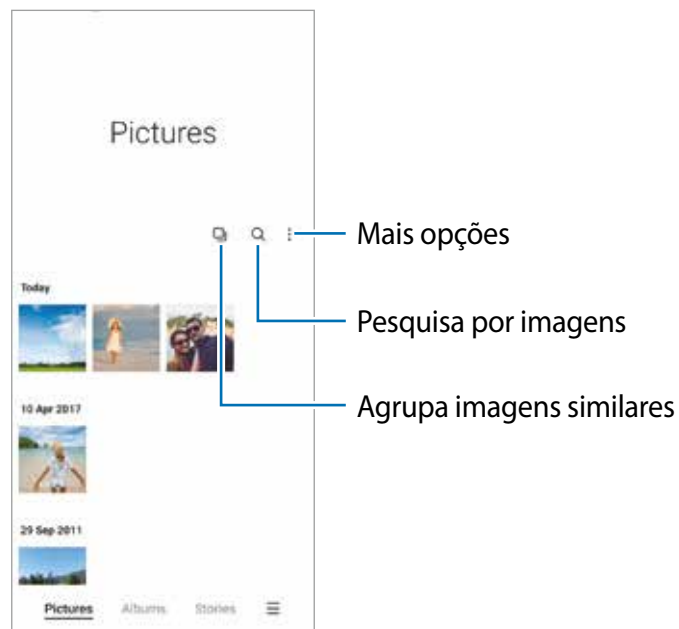 Pictures
Mais opções
Today
Pesquisa por imagens
Agrupa imagens similares
10 Apr 2017
29 Sep 2011
Pictures Albums Stories